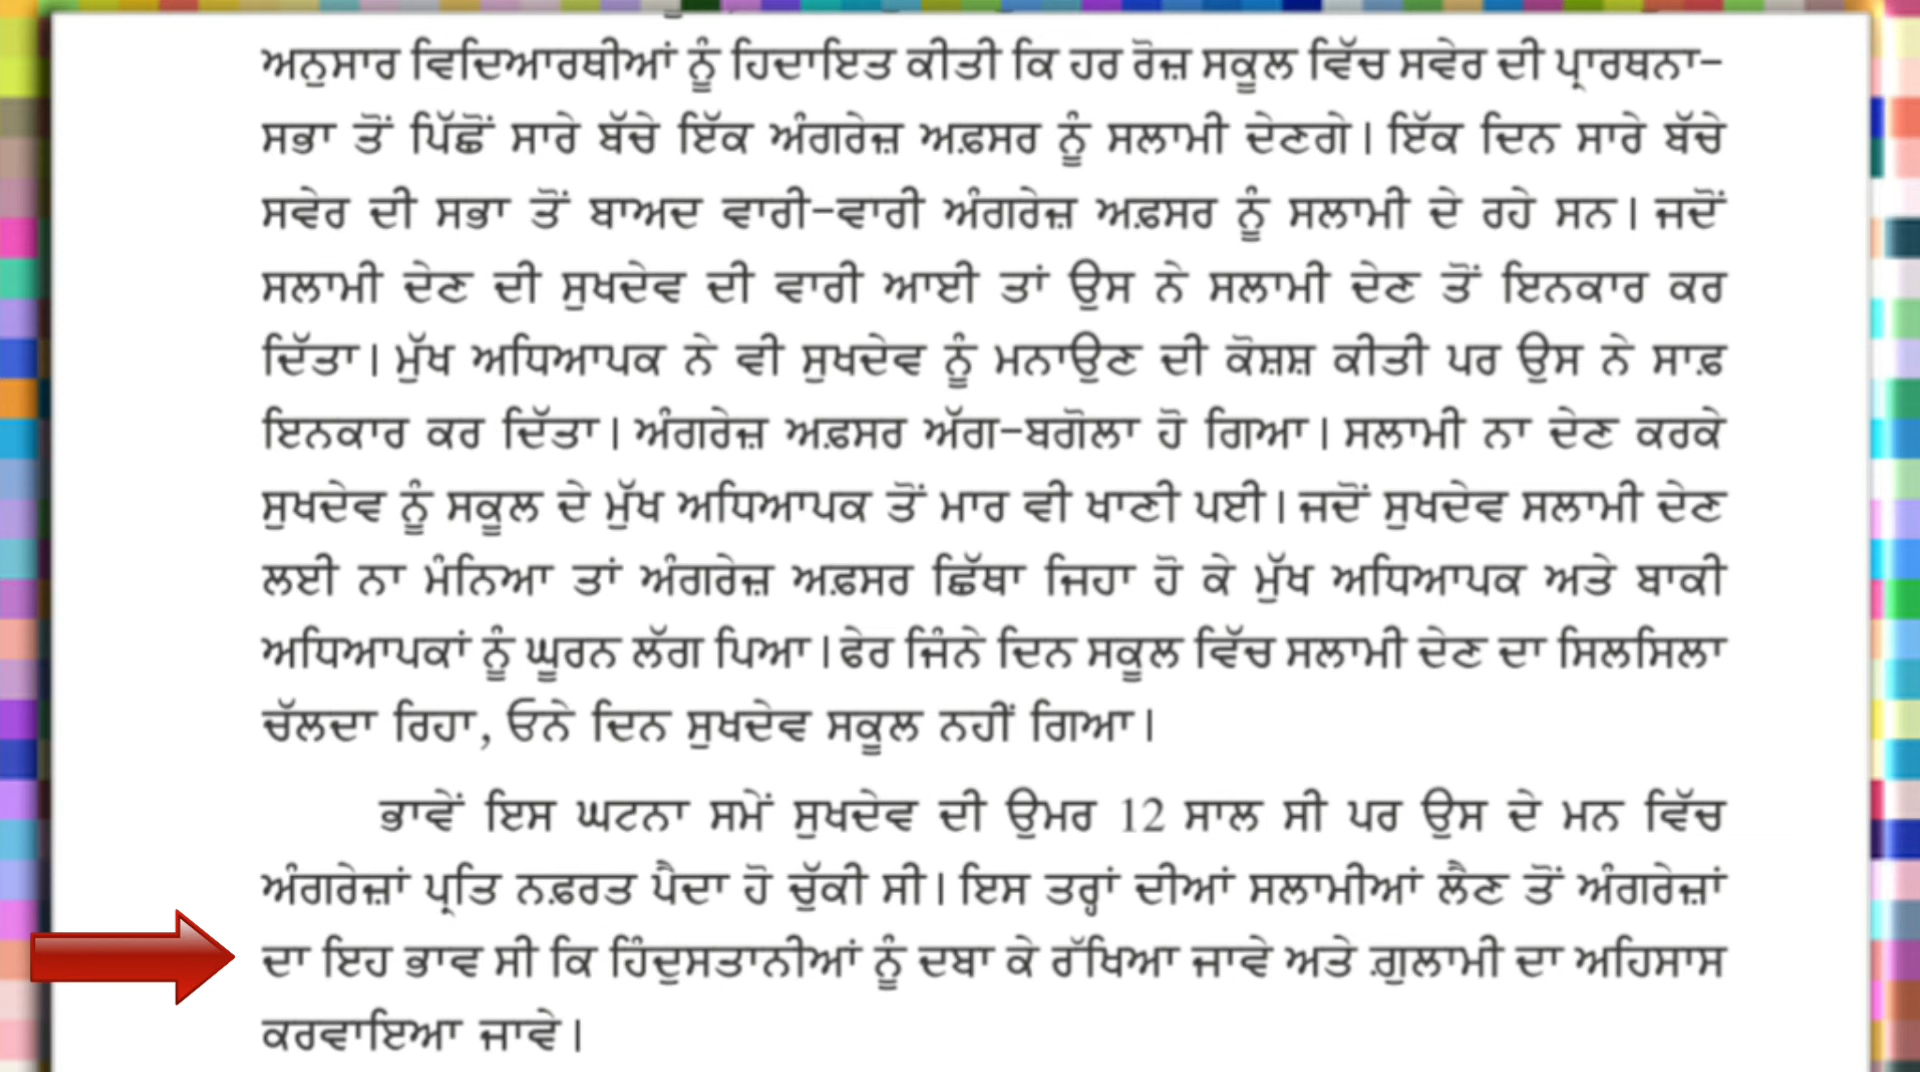 ਅਨੁਸਾਰ ਵਿਦਿਆਰਥੀਆਂ ਨੂੰ ਹਿਦਾਇਤ ਕੀਤੀ ਕਿ ਹਰ ਰੋਜ਼ ਸਕੂਲ ਵਿੱਚ ਸਵੇਰ ਦੀ ਪ੍ਰਾਰਥਨਾ-
ਸਭਾ ਤੋਂ ਪਿੱਛੋਂ ਸਾਰੇ ਬੱਚੇ ਇੱਕ ਅੰਗਰੇਜ਼ ਅਫ਼ਸਰ ਨੂੰ ਸਲਾਮੀ ਦੇਣਗੇ। ਇੱਕ ਦਿਨ ਸਾਰੇ ਬੱਚੇ
ਸਵੇਰ ਦੀ ਸਭਾ ਤੋਂ ਬਾਅਦ ਵਾਰੀ-ਵਾਰੀ ਅੰਗਰੇਜ਼ ਅਫ਼ਸਰ ਨੂੰ ਸਲਾਮੀ ਦੇ ਰਹੇ ਸਨ। ਜਦੋਂ
ਸਲਾਮੀ ਦੇਣ ਦੀ ਸੁਖਦੇਵ ਦੀ ਵਾਰੀ ਆਈ ਤਾਂ ਉਸ ਨੇ ਸਲਾਮੀ ਦੇਣ ਤੋਂ ਇਨਕਾਰ ਕਰ
ਦਿੱਤਾ। ਮੁੱਖ ਅਧਿਆਪਕ ਨੇ ਵੀ ਸੁਖਦੇਵ ਨੂੰ ਮਨਾਉਣ ਦੀ ਕੋਸ਼ਸ਼ ਕੀਤੀ ਪਰ ਉਸ ਨੇ ਸਾਫ਼
ਇਨਕਾਰ ਕਰ ਦਿੱਤਾ। ਅੰਗਰੇਜ਼ ਅਫ਼ਸਰ ਅੱਗ-ਬਗੋਲਾ ਹੋ ਗਿਆ। ਸਲਾਮੀ ਨਾ ਦੇਣ ਕਰਕੇ
ਸੁਖਦੇਵ ਨੂੰ ਸਕੂਲ ਦੇ ਮੁੱਖ ਅਧਿਆਪਕ ਤੋਂ ਮਾਰ ਵੀ ਖਾਣੀ ਪਈ। ਜਦੋਂ ਸੁਖਦੇਵ ਸਲਾਮੀ ਦੇਣ
ਲਈ ਨਾ ਮੰਨਿਆ ਤਾਂ ਅੰਗਰੇਜ਼ ਅਫ਼ਸਰ ਛਿੱਥਾ ਜਿਹਾ ਹੋ ਕੇ ਮੁੱਖ ਅਧਿਆਪਕ ਅਤੇ ਬਾਕੀ
ਅਧਿਆਪਕਾਂ ਨੂੰ ਘੂਰਨ ਲੱਗ ਪਿਆ। ਫੇਰ ਜਿੰਨੇ ਦਿਨ ਸਕੂਲ ਵਿੱਚ ਸਲਾਮੀ ਦੇਣ ਦਾ ਸਿਲਸਿਲਾ
ਚੱਲਦਾ ਰਿਹਾ, ਓਨੇ ਦਿਨ ਸੁਖਦੇਵ ਸਕੂਲ ਨਹੀਂ ਗਿਆ।
ਭਾਵੇਂ ਇਸ ਘਟਨਾ ਸਮੇਂ ਸੁਖਦੇਵ ਦੀ ਉਮਰ 12 ਸਾਲ ਸੀ ਪਰ ਉਸ ਦੇ ਮਨ ਵਿੱਚ
ਅੰਗਰੇਜ਼ਾਂ ਪ੍ਰਤਿ ਨਫ਼ਰਤ ਪੈਦਾ ਹੋ ਚੁੱਕੀ ਸੀ। ਇਸ ਤਰ੍ਹਾਂ ਦੀਆਂ ਸਲਾਮੀਆਂ ਲੈਣ ਤੋਂ ਅੰਗਰੇਜ਼ਾਂ
ਦਾ ਇਹ ਭਾਵ ਸੀ ਕਿ ਹਿੰਦੁਸਤਾਨੀਆਂ ਨੂੰ ਦਬਾ ਕੇ ਰੱਖਿਆ ਜਾਵੇ ਅਤੇ ਗ਼ੁਲਾਮੀ ਦਾ ਅਹਿਸਾਸ
ਕਰਵਾਇਆ ਜਾਵੇ।